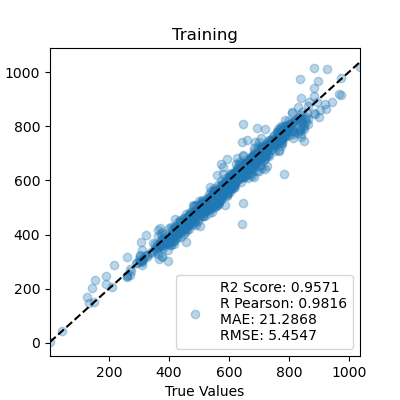 Training
1000
800
600
400
200
0
R2 Score: 0.9571
R Pearson: 0.9816
MAE: 21.2868
RMSE: 5.4547
200 400 600 800 1000
True Values